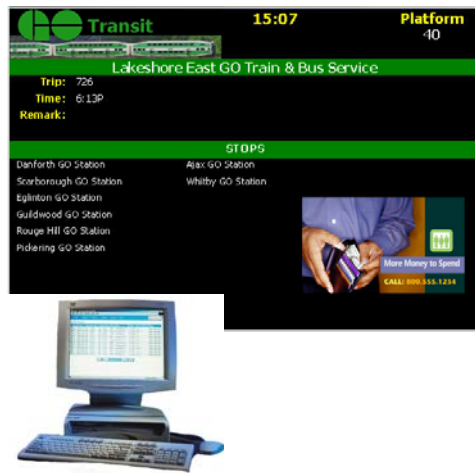 GO Transit
15:07
Platform
40
Lakeshore East GO Train & Bus Service
Trip: 726
Time: 6:13P
Remark:
STOPS
Danforth GO Station
Scarborough GO Station
Eglinton GO Station
Guildwood GO Station
Rouge Hill GO Station
Pickering GO Station
Ajax GO Station
Whitby GO Station
More Money to Spend
CALL: 800.555.1234